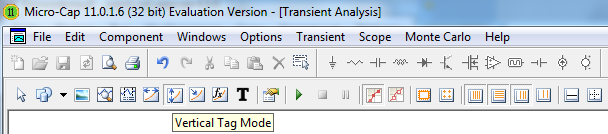 Micro-Cap 11.0.1.6 (32 bit) Evaluation Version - [Transient Analysis]
File Edit Component Windows Options Transient Scope Monte Carlo Help
Vertical Tag Mode